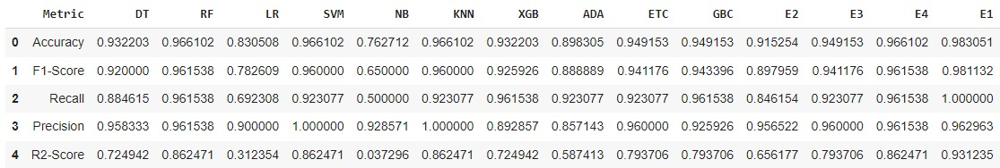 Metric DT RF LR SVM NB KNN XGB ADA ETC GBC E2 E3 E4 E1
0 Accuracy 0.932203 0.966102 0.830508 0.966102 0.762712 0.966102 0.932203 0.898305 0.949153 0.949153 0.915254 0.949153 0.966102 0.983051
1 F1-Score 0.920000 0.961538 0.782609 0.960000 0.650000 0.960000 0.925926 0.888889 0.941176 0.943396 0.897959 0.941176 0.961538 0.981132
2 Recall 0.884615 0.961538 0.692308 0.923077 0.500000 0.923077 0.961538 0.923077 0.923077 0.961538 0.846154 0.923077 0.961538 1.000000
3 Precision 0.958333 0.961538 0.900000 1.000000 0.928571 1.000000 0.892857 0.857143 0.960000 0.925926 0.956522 0.960000 0.961538 0.962963
4 R2-Score 0.724942 0.862471 0.312354 0.862471 0.037296 0.862471 0.724942 0.587413 0.793706 0.793706 0.656177 0.793706 0.862471 0.931235